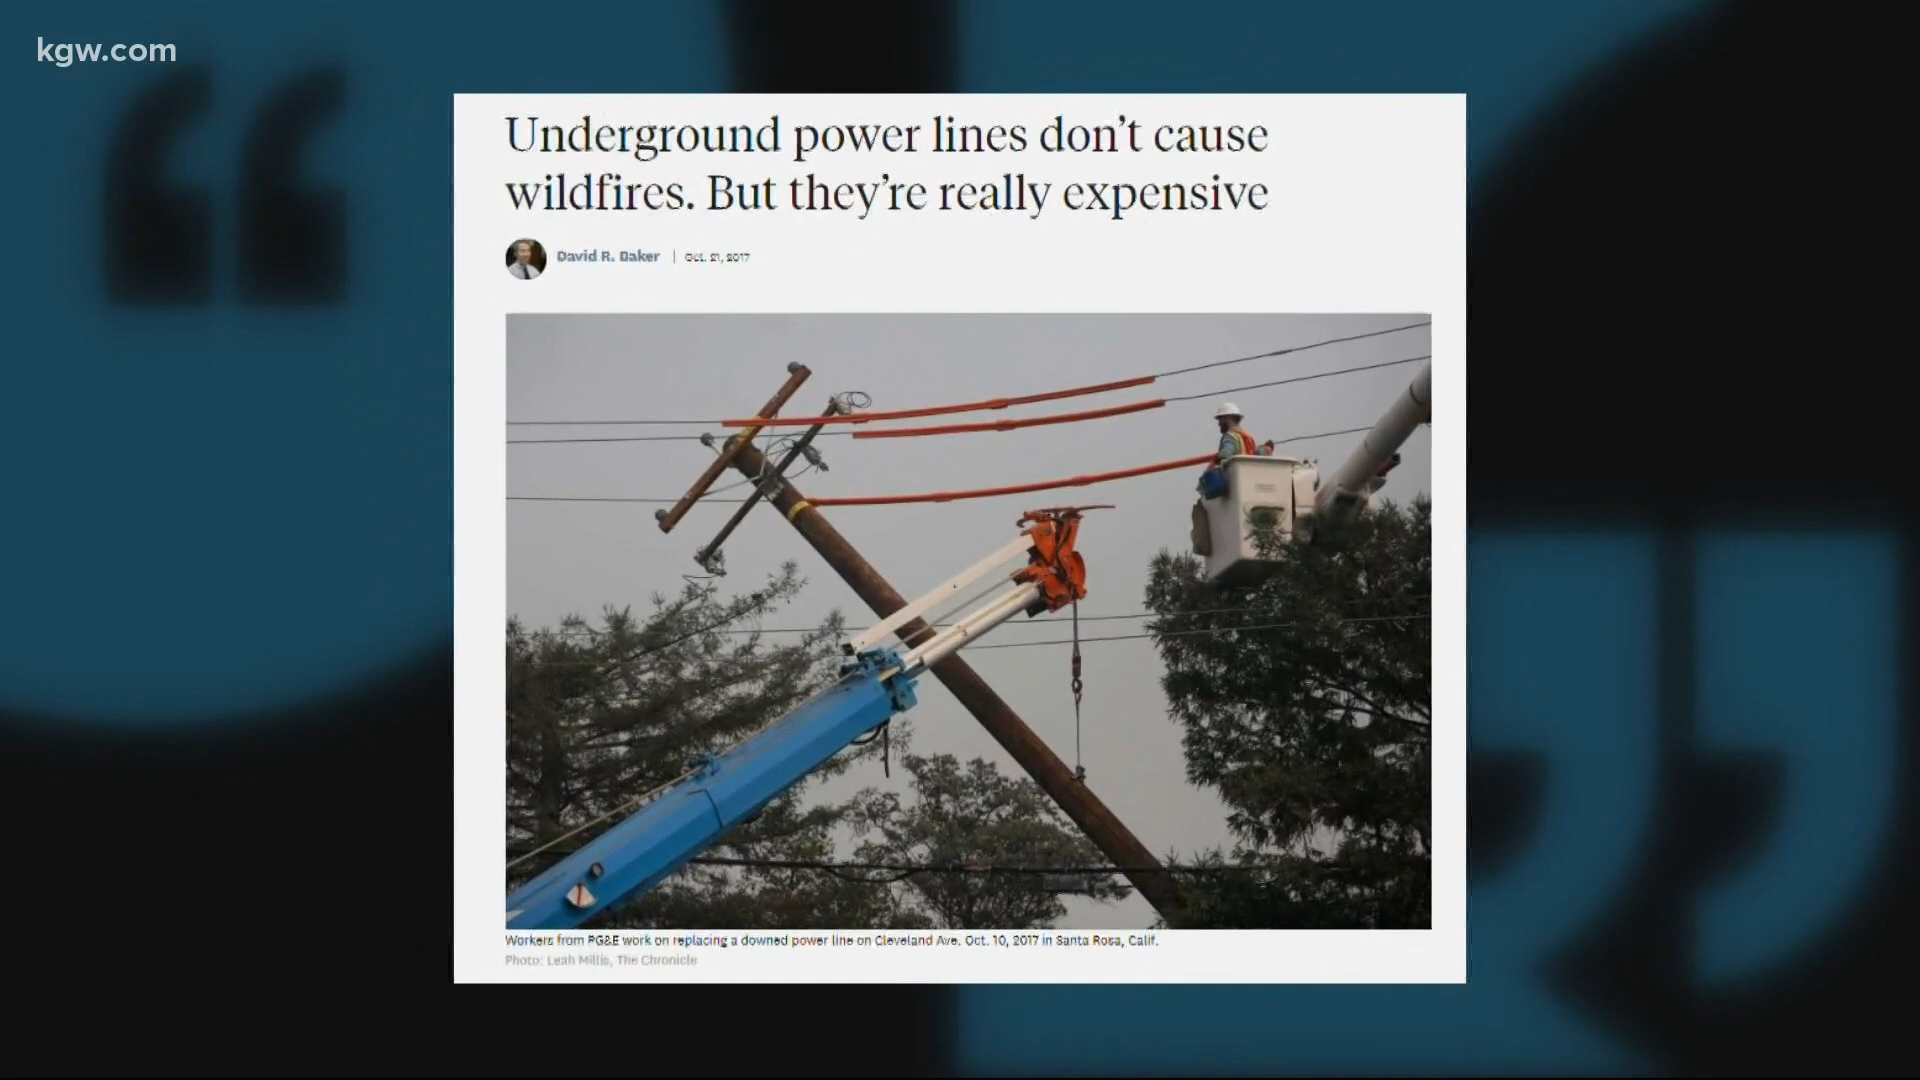 kgw.com
Underground power lines don't cause
wildfires. But they're really expensive
David R. Baker | Oct. 21, 2017
Workers from PG&E work on replacing a downed power line on Cleveland Ave. Oct. 10, 2017 in Santa Rosa, Calif.
Photo: Leah Millis, The Chronicle